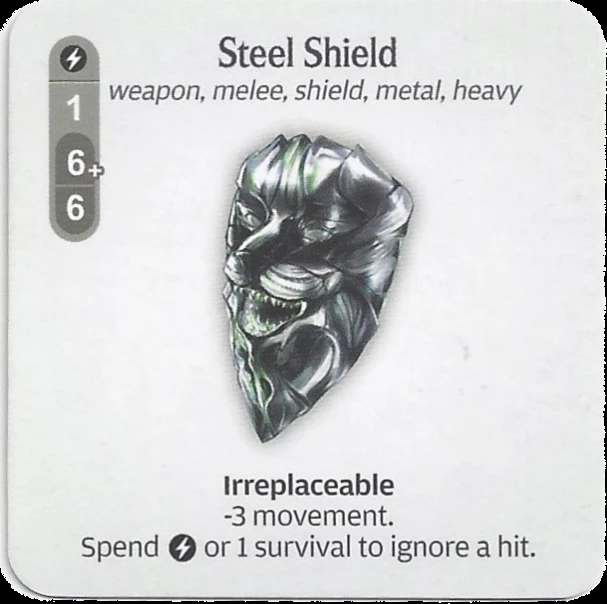 Steel Shield
weapon, melee, shield, metal, heavy
1
6+
6
Irreplaceable
-3 movement.
Spend or 1 survival to ignore a hit.